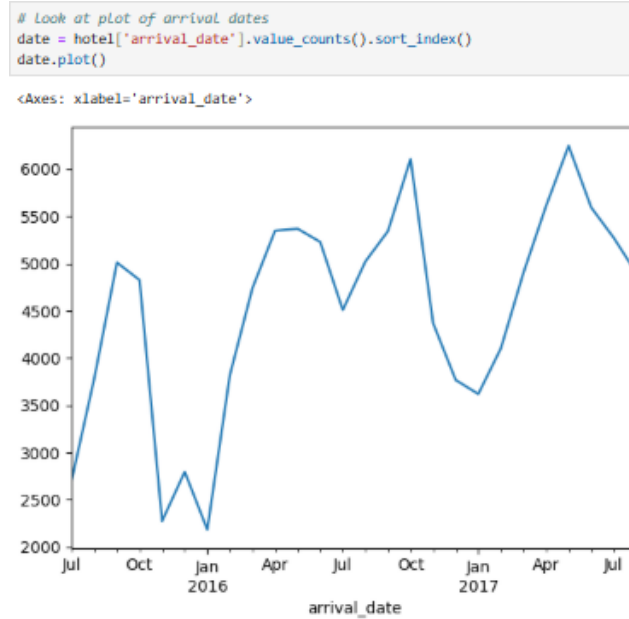 # Look at plot of arrival dates
date = hotel['arrival_date'].value_counts().sort_index()
date.plot()
<Axes: xlabel='arrival_date'>
6000
5500
5000
4500
4000
3500
3000
2500
2000
Jul Oct Jan Apr Jul Oct Jan Apr Jul
2016 2017
arrival_date